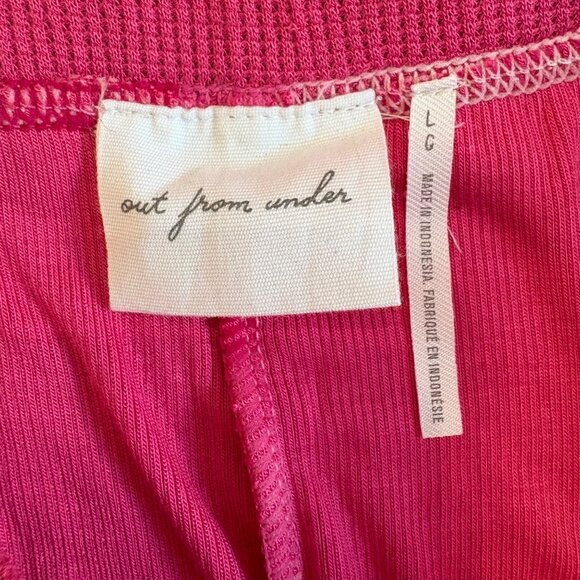 out from under
LG
MADE IN INDONESIA. FABRIQUÉ EN INDONÉSIE